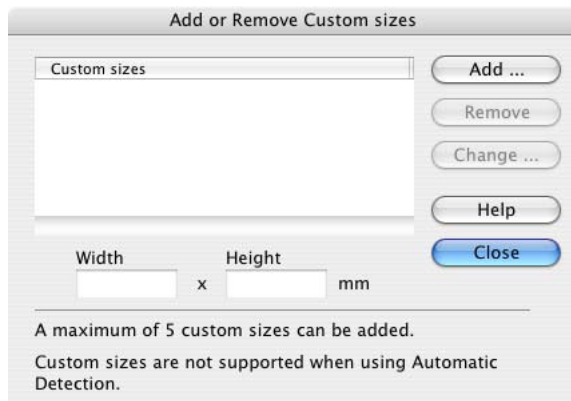 Add or Remove Custom sizes
Custom sizes
Add ...
Remove
Change ...
Help
Close
Width Height
x mm
A maximum of 5 custom sizes can be added.
Custom sizes are not supported when using Automatic
Detection.